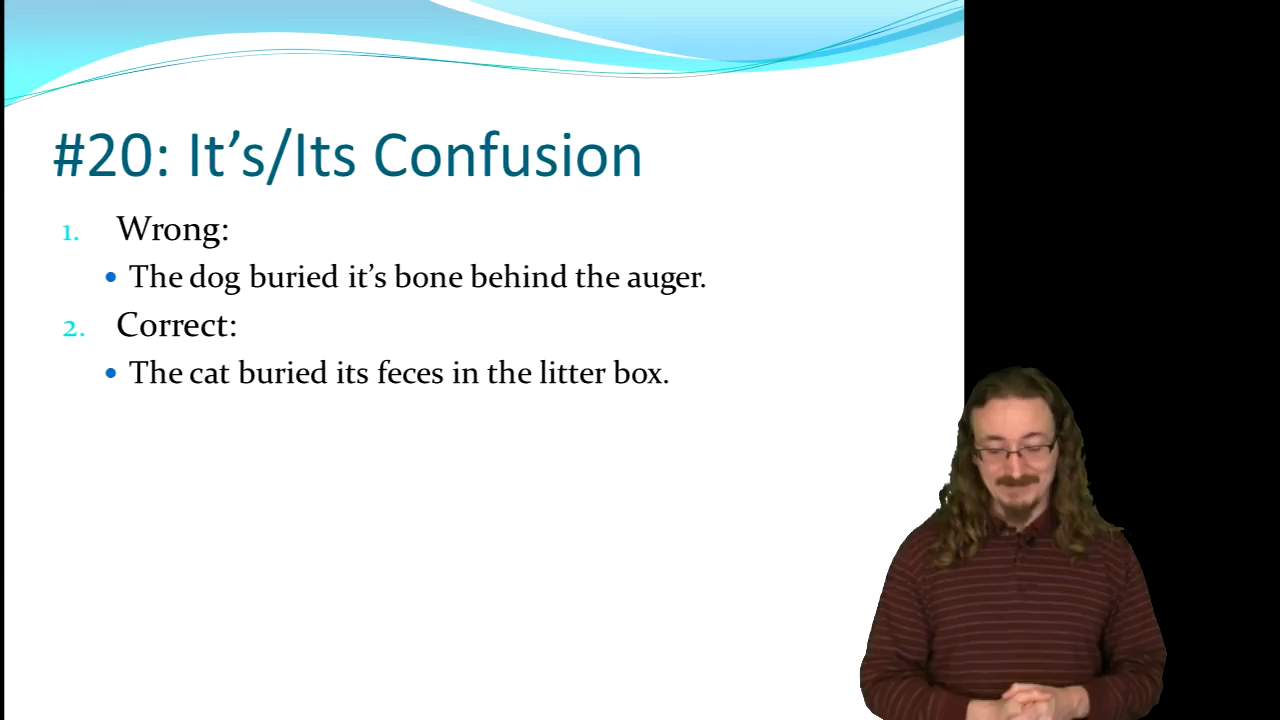 #20: It’s/Its Confusion
1. Wrong:
• The dog buried it’s bone behind the auger.
2. Correct:
• The cat buried its feces in the litter box.